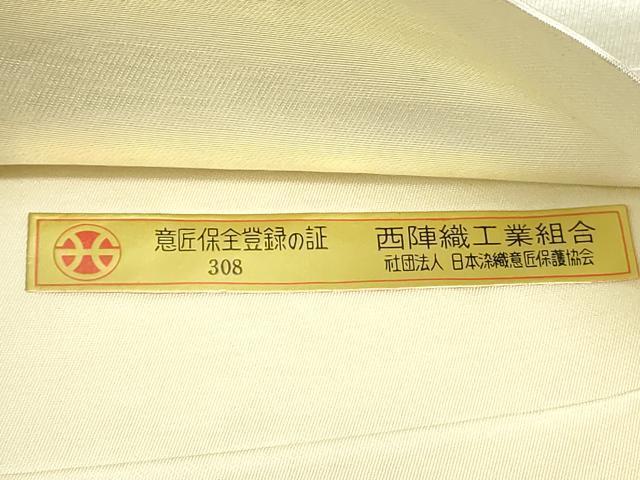 意匠保全登録の証
308
西陣織工業組合
社団法人 日本染織意匠保護協会